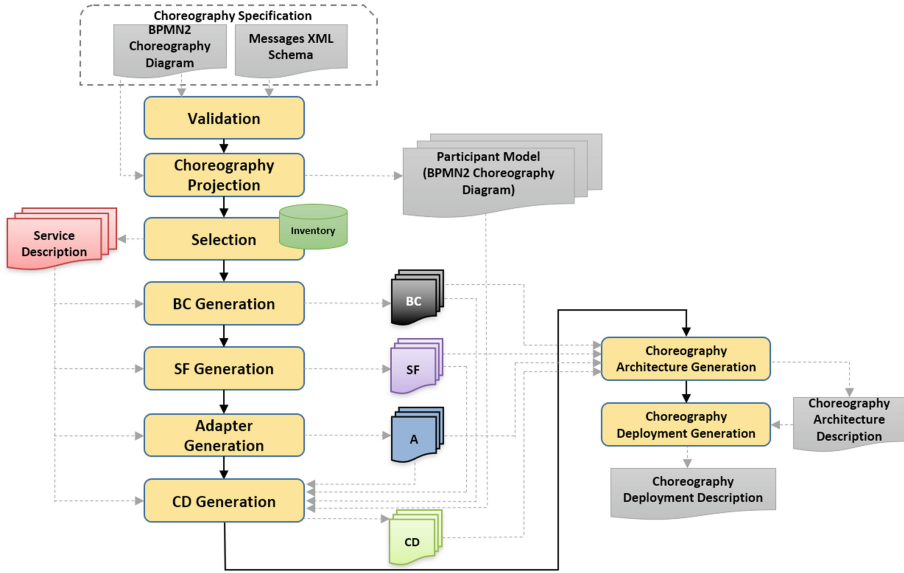 Choreography Specification
BPMN2
Choreography
Diagram
Messages XML
Schema
Validation
Choreography
Projection
Participant Model
(BPMN2 Choreography
Diagram)
Selection
Inventory
Service
Description
BC Generation
BC
SF Generation
SF
Adapter
Generation
A
CD Generation
CD
Choreography
Architecture Generation
Choreography
Deployment Generation
Choreography
Architecture
Description
Choreography
Deployment Description